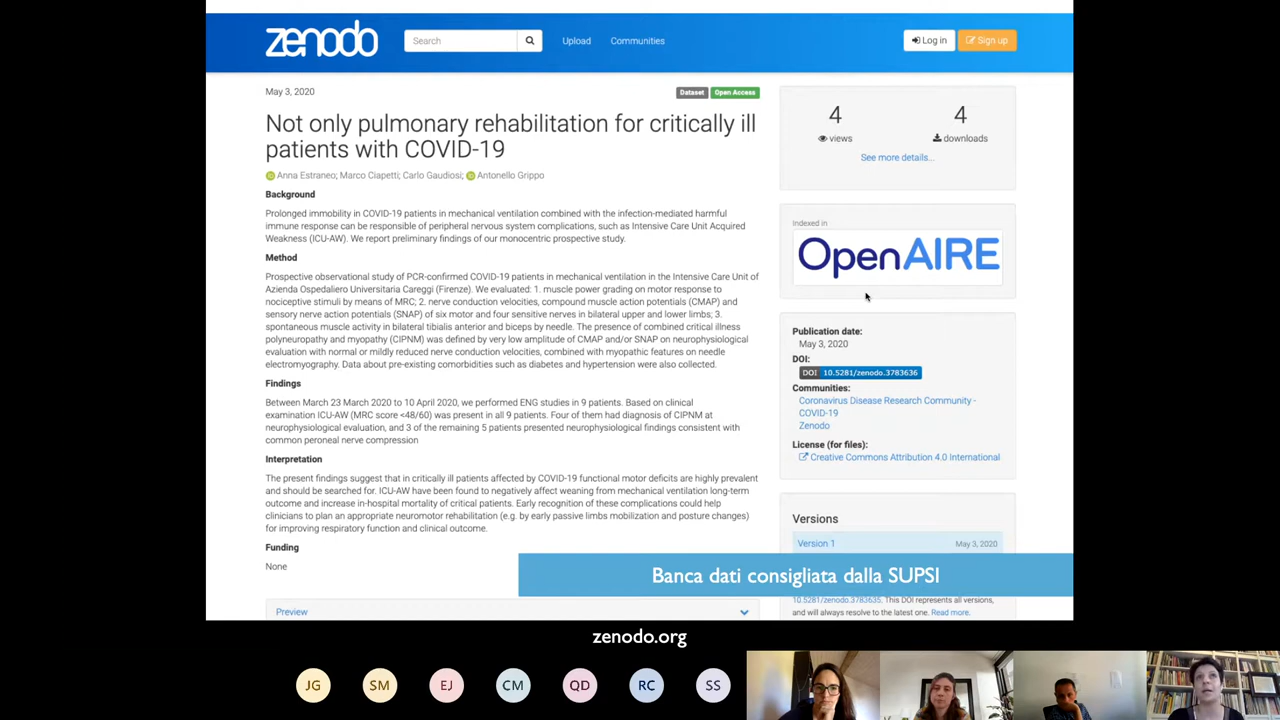 zenodo
Search
Upload
Communities
Log in
Sign up
May 3, 2020
Dataset
Open Access
Not only pulmonary rehabilitation for critically ill
patients with COVID-19
Anna Estraneo; Marco Ciapetti; Carlo Gaudiosi; Antonello Grippo
Background
Prolonged immobility in COVID-19 patients in mechanical ventilation combined with the infection-mediated harmful
immune response can be responsible of peripheral nervous system complications, such as Intensive Care Unit Acquired
Weakness (ICU-AW). We report preliminary findings of our monocentric prospective study.
Method
Prospective observational study of PCR-confirmed COVID-19 patients in mechanical ventilation in the Intensive Care Unit of
Azienda Ospedaliero Universitaria Careggi (Firenze). We evaluated: 1. muscle power grading on motor response to
nociceptive stimuli by means of MRC; 2. nerve conduction velocities, compound muscle action potentials (CMAP) and
sensory nerve action potentials (SNAP) of six motor and four sensitive nerves in bilateral upper and lower limbs; 3.
spontaneous muscle activity in bilateral tibialis anterior and biceps by needle. The presence of combined critical illness
polyneuropathy and myopathy (CIPNM) was defined by very low amplitude of CMAP and/or SNAP on neurophysiological
evaluation with normal or mildly reduced nerve conduction velocities, combined with myopathic features on needle
electromyography. Data about pre-existing comorbidities such as diabetes and hypertension were also collected.
Findings
Between March 23 March 2020 to 10 April 2020, we performed ENG studies in 9 patients. Based on clinical
examination ICU-AW (MRC score <48/60) was present in all 9 patients. Four of them had diagnosis of CIPNM at
neurophysiological evaluation, and 3 of the remaining 5 patients presented neurophysiological findings consistent with
common peroneal nerve compression
Interpretation
The present findings suggest that in critically ill patients affected by COVID-19 functional motor deficits are highly prevalent
and should be searched for. ICU-AW have been found to negatively affect weaning from mechanical ventilation long-term
outcome and increase in-hospital mortality of critical patients. Early recognition of these complications could help
clinicians to plan an appropriate neuromotor rehabilitation (e.g. by early passive limbs mobilization and posture changes)
for improving respiratory function and clinical outcome.
Funding
None
Preview
4
views
4
downloads
See more details...
Indexed in
OpenAIRE
Publication date:
May 3, 2020
DOI:
DOI 10.5281/zenodo.3783636
Communities:
Coronavirus Disease Research Community -
COVID-19
Zenodo
License (for files):
Creative Commons Attribution 4.0 International
Versions
Version 1 May 3, 2020
Banca dati consigliata dalla SUPSI
10.5281/zenodo.3783635. This DOI represents all versions,
and will always resolve to the latest one. Read more.
zenodo.org
JG
SM
EJ
CM
QD
RC
SS